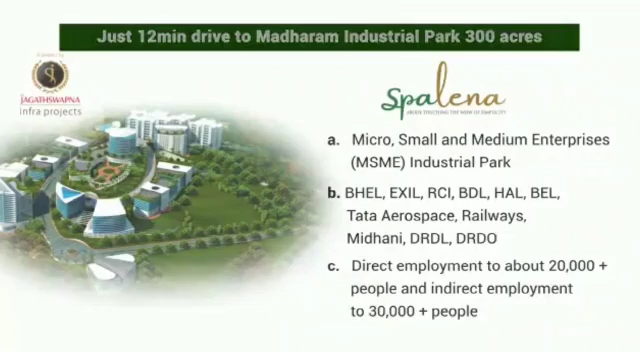 Just 12min drive to Madharam Industrial Park 300 acres
JAGATHSWAPNA
infra projects
Spalena
a. Micro, Small and Medium Enterprises
(MSME) Industrial Park
b. BHEL, EXIL, RCI, BDL, HAL, BEL,
Tata Aerospace, Railways,
Midhani, DRDL, DRDO
c. Direct employment to about 20,000 +
people and indirect employment
to 30,000 + people